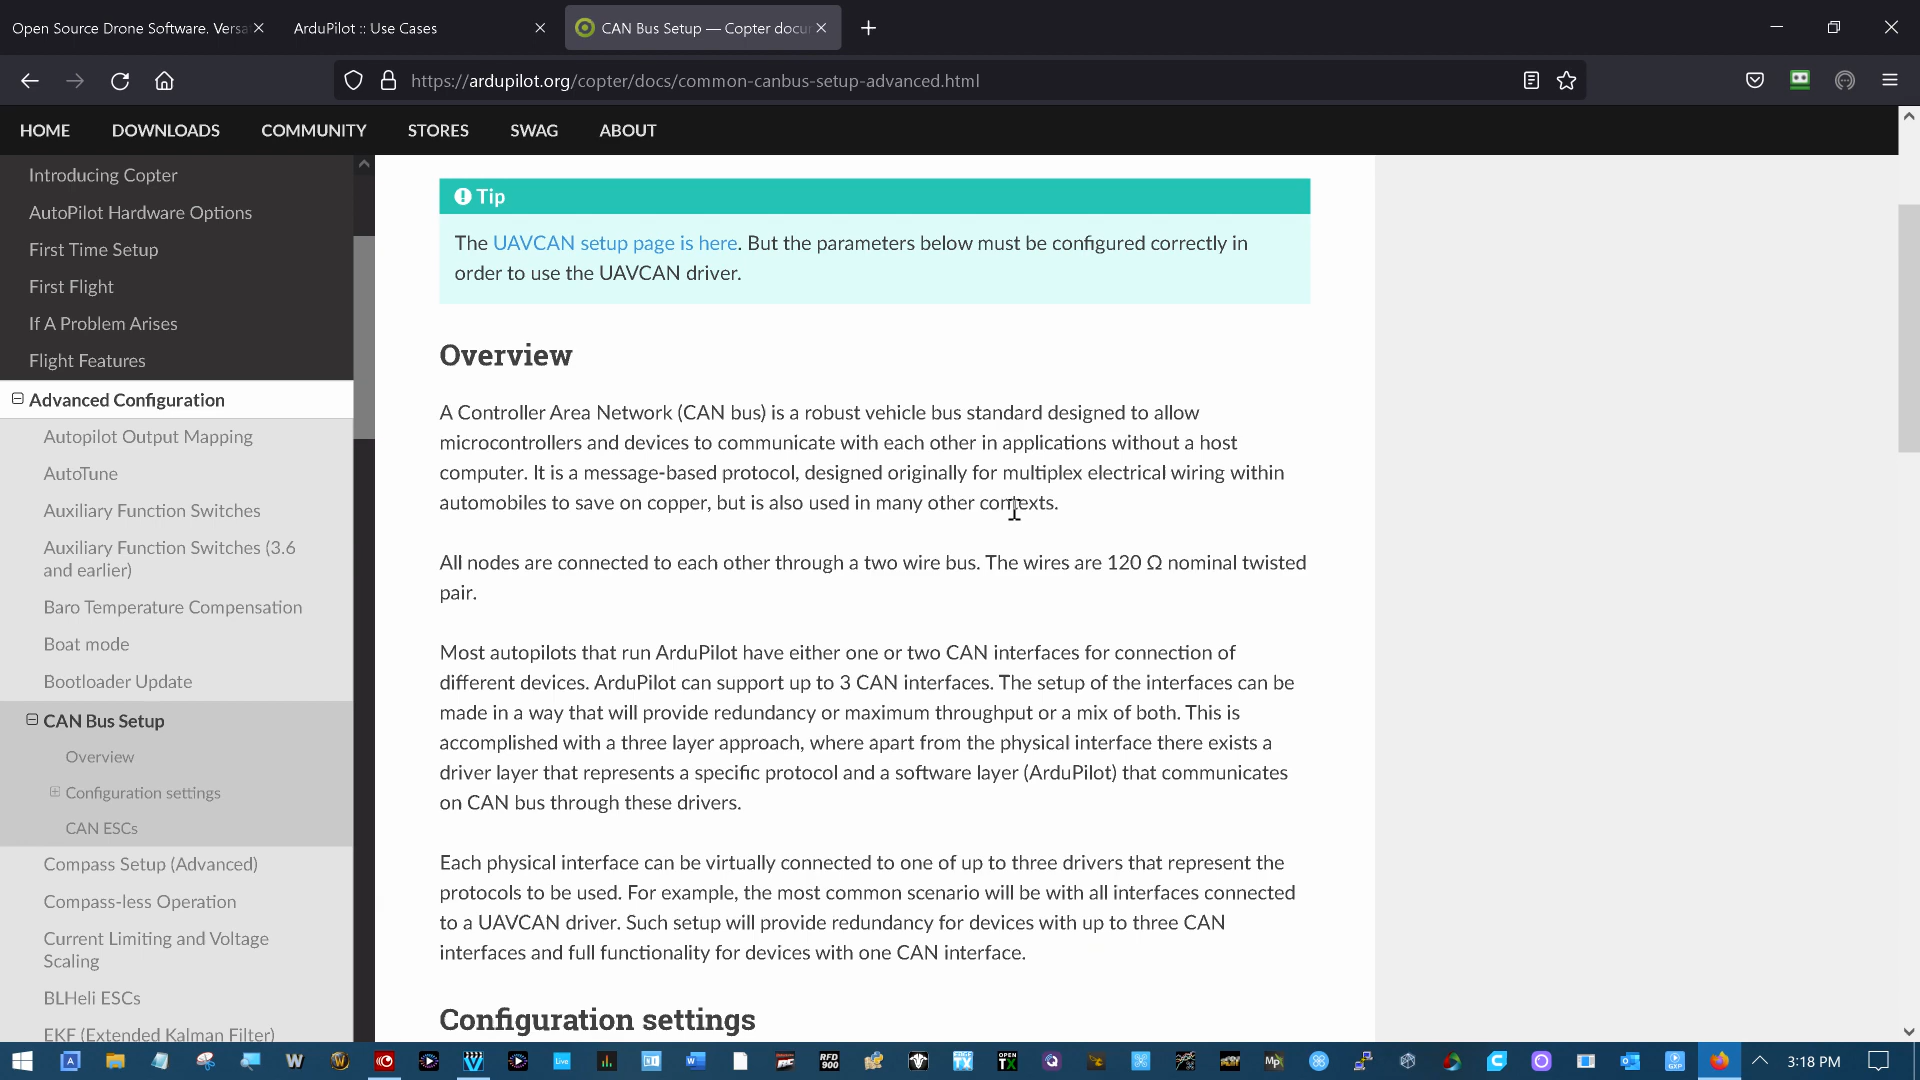 Open Source Drone Software. Versa
ArduPilot :: Use Cases
CAN Bus Setup — Copter docu
https://ardupilot.org/copter/docs/common-canbus-setup-advanced.html
HOME DOWNLOADS COMMUNITY STORES SWAG ABOUT
Introducing Copter
AutoPilot Hardware Options
First Time Setup
First Flight
If A Problem Arises
Flight Features
Advanced Configuration
Autopilot Output Mapping
AutoTune
Auxiliary Function Switches
Auxiliary Function Switches (3.6
and earlier)
Baro Temperature Compensation
Boat mode
Bootloader Update
CAN Bus Setup
Overview
Configuration settings
CAN ESCs
Compass Setup (Advanced)
Compass-less Operation
Current Limiting and Voltage
Scaling
BLHeli ESCs
EKF (Extended Kalman Filter)
Tip
The UAVCAN setup page is here. But the parameters below must be configured correctly in
order to use the UAVCAN driver.
Overview
A Controller Area Network (CAN bus) is a robust vehicle bus standard designed to allow
microcontrollers and devices to communicate with each other in applications without a host
computer. It is a message-based protocol, designed originally for multiplex electrical wiring within
automobiles to save on copper, but is also used in many other contexts.
All nodes are connected to each other through a two wire bus. The wires are 120 Ω nominal twisted
pair.
Most autopilots that run ArduPilot have either one or two CAN interfaces for connection of
different devices. ArduPilot can support up to 3 CAN interfaces. The setup of the interfaces can be
made in a way that will provide redundancy or maximum throughput or a mix of both. This is
accomplished with a three layer approach, where apart from the physical interface there exists a
driver layer that represents a specific protocol and a software layer (ArduPilot) that communicates
on CAN bus through these drivers.
Each physical interface can be virtually connected to one of up to three drivers that represent the
protocols to be used. For example, the most common scenario will be with all interfaces connected
to a UAVCAN driver. Such setup will provide redundancy for devices with up to three CAN
interfaces and full functionality for devices with one CAN interface.
Configuration settings
3:18 PM